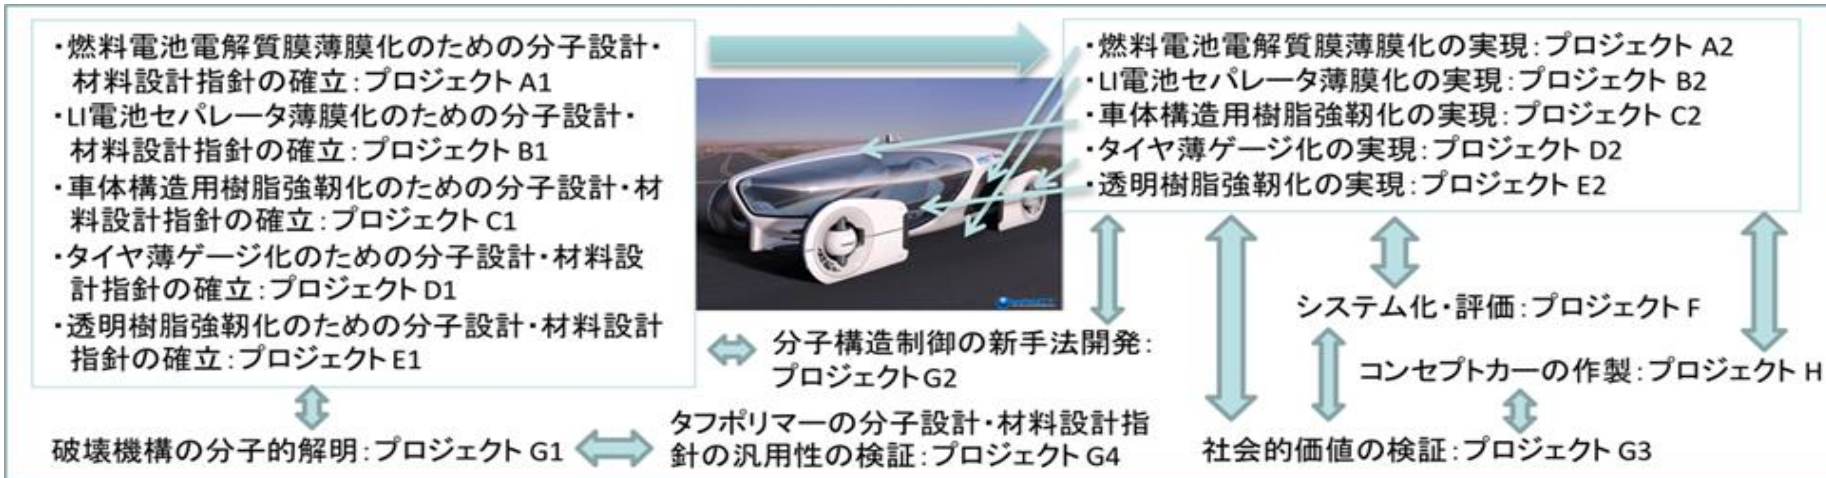 ・燃料電池電解質膜薄膜化のための分子設計・
材料設計指針の確立：プロジェクト A1
・LI電池セパレータ薄膜化のための分子設計・
材料設計指針の確立：プロジェクト B1
・車体構造用樹脂強靭化のための分子設計・材
料設計指針の確立：プロジェクト C1
・タイヤ薄ゲージ化のための分子設計・材料設
計指針の確立：プロジェクト D1
・透明樹脂強靭化のための分子設計・材料設計
指針の確立：プロジェクト E1
・燃料電池電解質膜薄膜化の実現：プロジェクト A2
・LI電池セパレータ薄膜化の実現：プロジェクト B2
・車体構造用樹脂強靭化の実現：プロジェクト C2
・タイヤ薄ゲージ化の実現：プロジェクト D2
・透明樹脂強靭化の実現：プロジェクト E2
分子構造制御の新手法開発：
プロジェクトG2
システム化・評価：プロジェクト F
コンセプトカーの作製：プロジェクト H
破壊機構の分子的解明：プロジェクト G1
タフポリマーの分子設計・材料設計指
針の汎用性の検証：プロジェクト G4
社会的価値の検証：プロジェクト G3